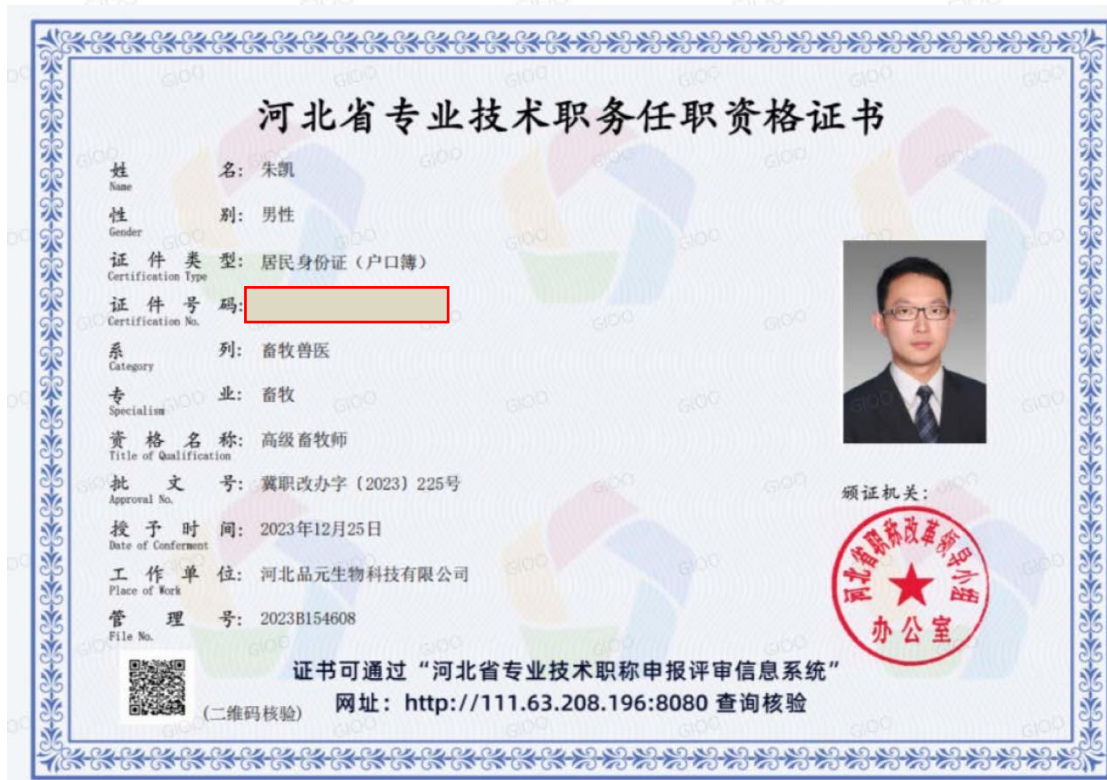 河北省专业技术职务任职资格证书
姓名: 朱凯
Name
性别: 男性
Gender
证件类型: 居民身份证（户口簿）
Certification Type
证件号码:
Certification No.
系列: 畜牧兽医
Category
专业: 畜牧
Specialism
资格名称: 高级畜牧师
Title of Qualification
批文号: 冀职改办字〔2023〕225号
Approval No.
授予时间: 2023年12月25日
Date of Conferment
工作单位: 河北品元生物科技有限公司
Place of Work
管理号: 2023B154608
File No.
颁证机关:
河北省职称改革领导小组
办公室
(二维码核验)
证书可通过“河北省专业技术职称申报评审信息系统”
网址：http://111.63.208.196:8080 查询核验
GIOO